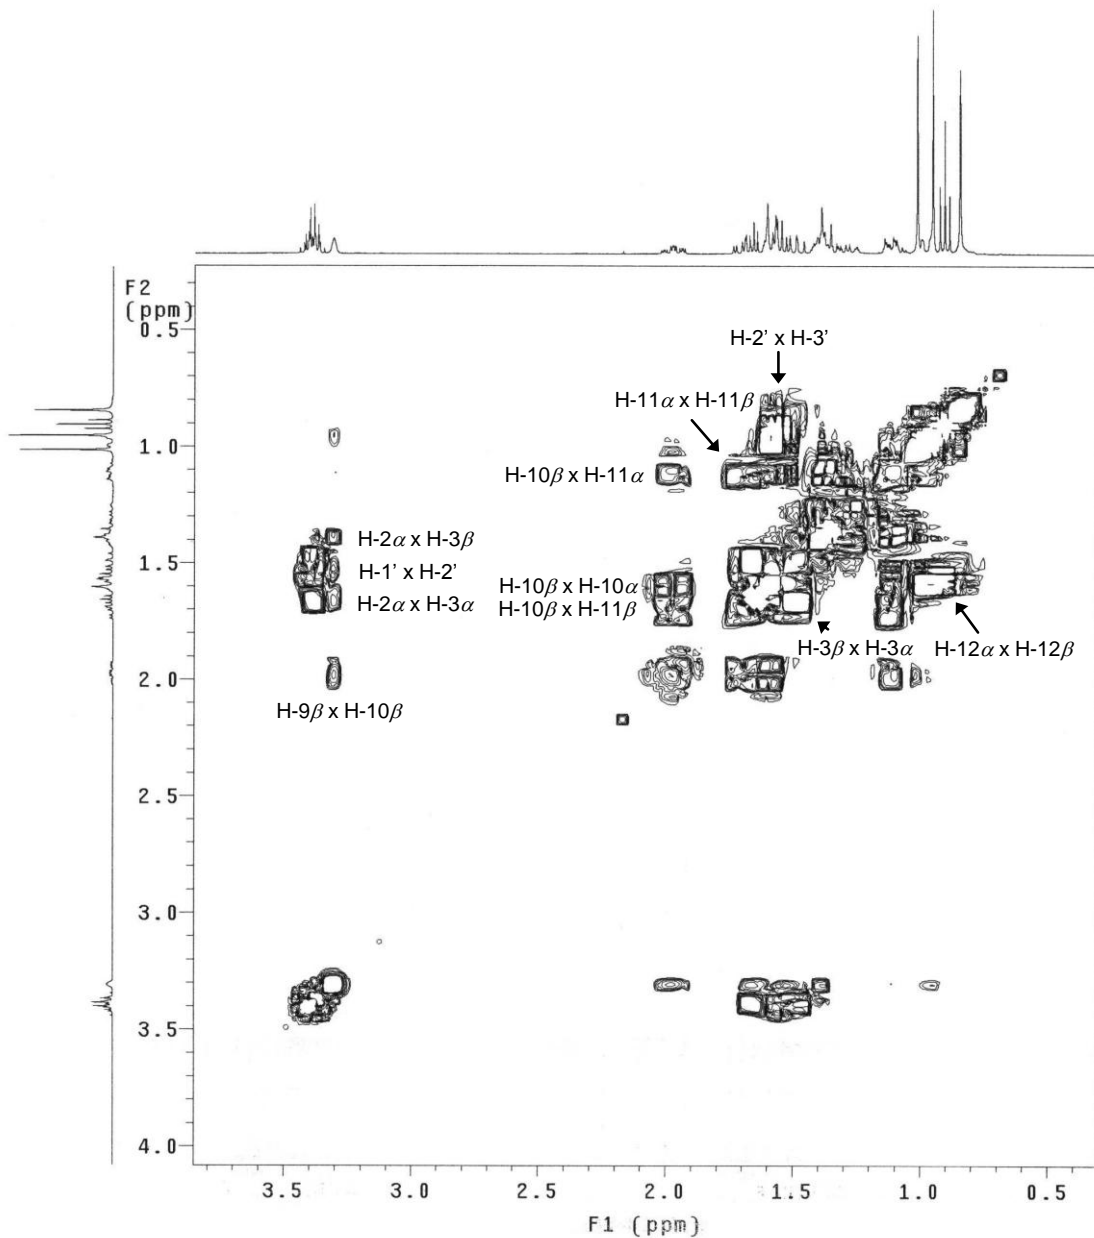 F2
(ppm)
0.5
H-2' x H-3'
H-11α x H-11β
1.0
H-10β x H-11α
H-2α x H-3β
1.5
H-1' x H-2'
H-10β x H-10α
H-2α x H-3α
H-10β x H-11β
H-3β x H-3α
H-12α x H-12β
2.0
H-9β x H-10β
2.5
3.0
3.5
4.0
3.5 3.0 2.5 2.0 1.5 1.0 0.5
F1 (ppm)